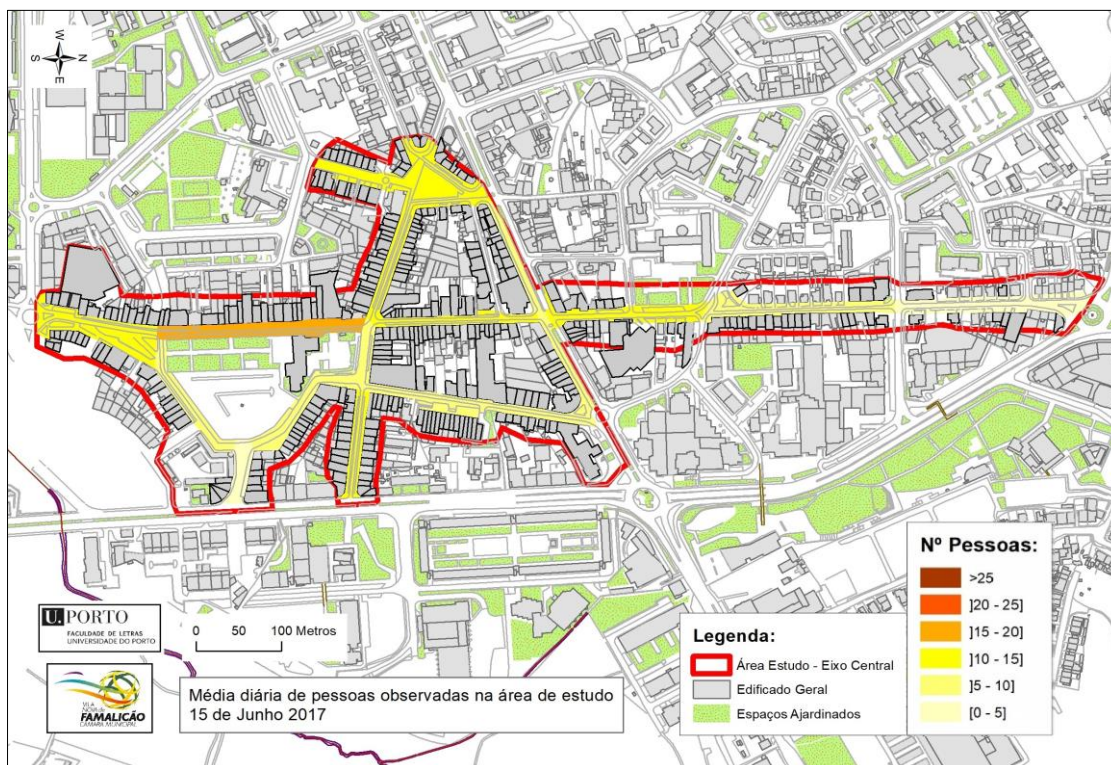 W
S N
E
Nº Pessoas:
>25
]20 - 25]
]15 - 20]
]10 - 15]
]5 - 10]
[0 - 5]
U. PORTO
FACULDADE DE LETRAS
UNIVERSIDADE DO PORTO
0 50 100 Metros
Legenda:
Área Estudo - Eixo Central
Edificado Geral
Espaços Ajardinados
VILA
NOVA DE
FAMALICÃO
CÂMARA MUNICIPAL
Média diária de pessoas observadas na área de estudo
15 de Junho 2017